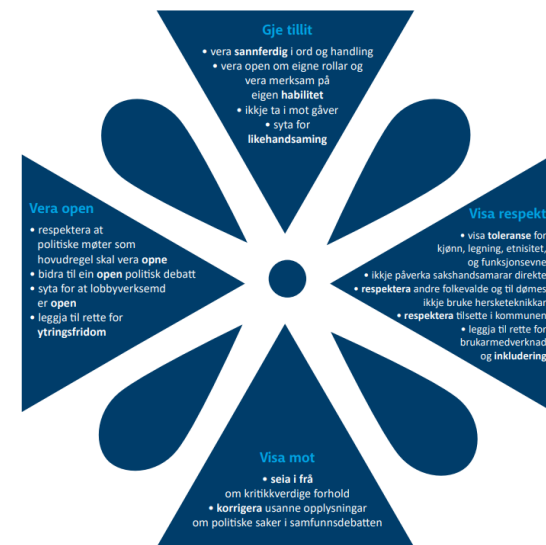 Gje tillit
• vera sannferdig i ord og handling
• vera open om eigne rollar og
vera merksam på
eigen habilitet
• ikkje ta i mot gåver
• syta for
likehandsaming
Vera open
• respektera at
politiske møter som
hovudregel skal vera opne
• bidra til ein open politisk debatt
• syta for at lobbyverksemd
er open
• leggja til rette for
ytringsfridom
Visa respekt
• visa toleranse for
kjønn, legning, etnisitet,
og funksjonsevne
• ikkje påverka sakshandsamarar direkte
• respektera andre folkevalde og til dømes
ikkje bruke hersketeknikkar
• respektera tilsette i kommunen
• leggja til rette for
brukarmedverknad
og inkludering
Visa mot
• seia i frå
om kritikkverdige forhold
• korrigera usanne opplysningar
om politiske saker i samfunnsdebatten